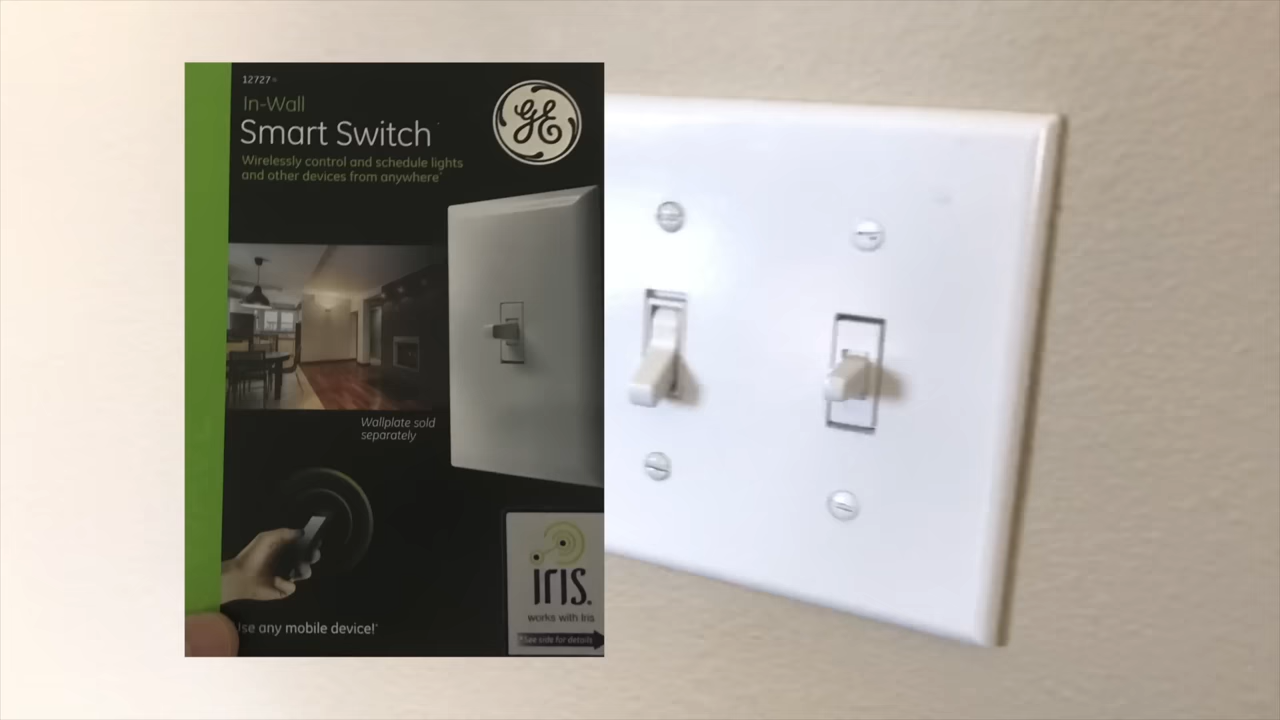 12727
In-Wall
Smart Switch
GE
Wirelessly control and schedule lights
and other devices from anywhere*
Wallplate sold
separately
IRIS.
works with Iris
*See side for details
Use any mobile device!*